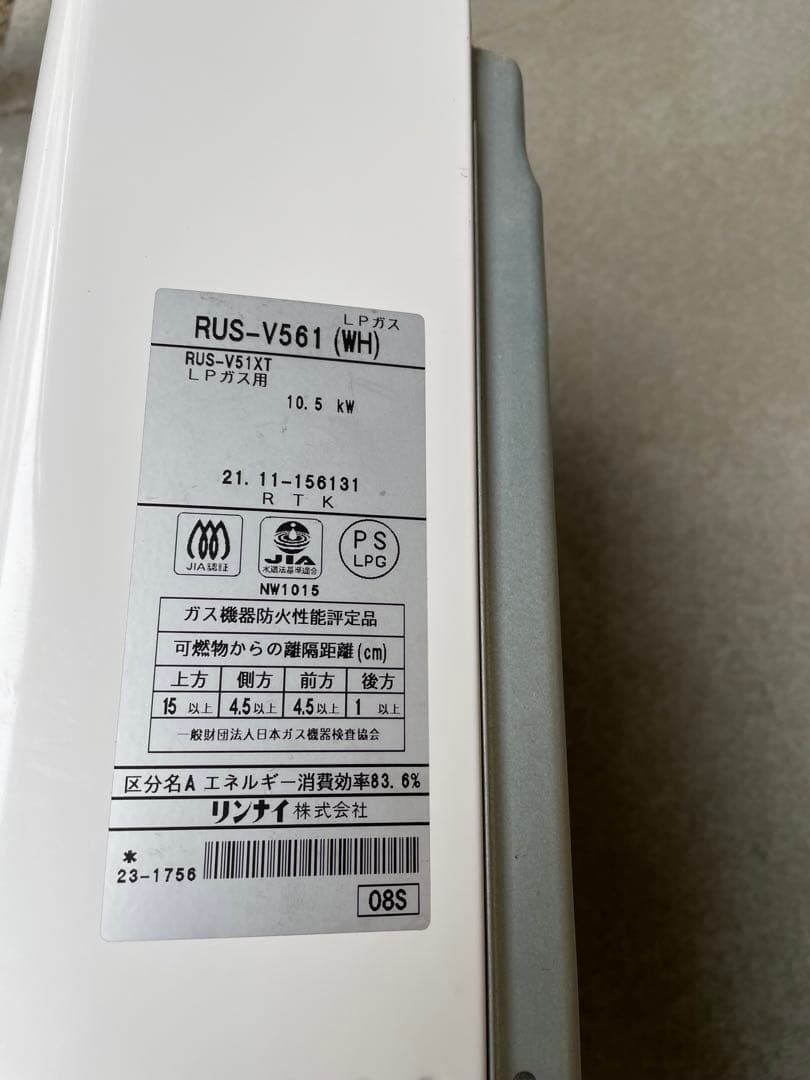 LPガス
RUS-V561(WH)
RUS-V51XT
LPガス用
10.5 kW
21.11-156131
RTK
JIA認証
JIA
水道法基準適合
PS
LPG
NW1015
ガス機器防火性能評定品
可燃物からの離隔距離(cm)
上方 側方 前方 後方
15 以上 4.5以上 4.5以上 1 以上
一般財団法人日本ガス機器検査協会
区分名A エネルギー消費効率83.6%
リンナイ株式会社
*
23-1756
08S